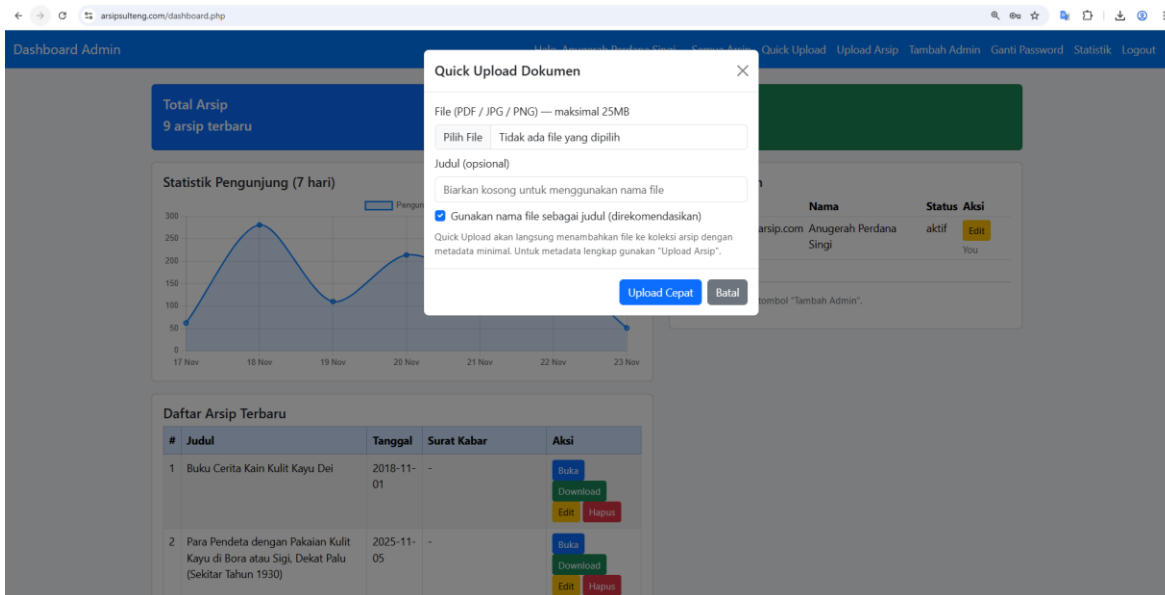 arsipsulteng.com/dashboard.php
Dashboard Admin
Halo, Anugerah Perdana Singi Semua Arsip Quick Upload Upload Arsip Tambah Admin Ganti Password Statistik Logout
Quick Upload Dokumen
File (PDF / JPG / PNG) — maksimal 25MB
Pilih File Tidak ada file yang dipilih
Judul (opsional)
Biarkan kosong untuk menggunakan nama file
Gunakan nama file sebagai judul (direkomendasikan)
Quick Upload akan langsung menambahkan file ke koleksi arsip dengan
metadata minimal. Untuk metadata lengkap gunakan "Upload Arsip".
Upload Cepat Batal
Total Arsip
9 arsip terbaru
Statistik Pengunjung (7 hari)
300
250
200
150
100
50
0
17 Nov 18 Nov 19 Nov 20 Nov 21 Nov 22 Nov 23 Nov
Nama Status Aksi
arsip.com Anugerah Perdana Singi aktif Edit
You
tombol "Tambah Admin".
Daftar Arsip Terbaru
# Judul Tanggal Surat Kabar Aksi
1 Buku Cerita Kain Kulit Kayu Dei 2018-11-01 - Buka
Download
Edit Hapus
2 Para Pendeta dengan Pakaian Kulit Kayu di Bora atau Sigi, Dekat Palu (Sekitar Tahun 1930) 2025-11-05 - Buka
Download
Edit Hapus